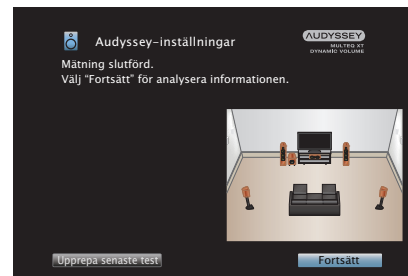 Audyssey-inställningar
AUDYSSEY
MULTEQ XT
DYNAMIC VOLUME
Mätning slutförd.
Välj “Fortsätt” för analysera informationen.
Upprepa senaste test
Fortsätt